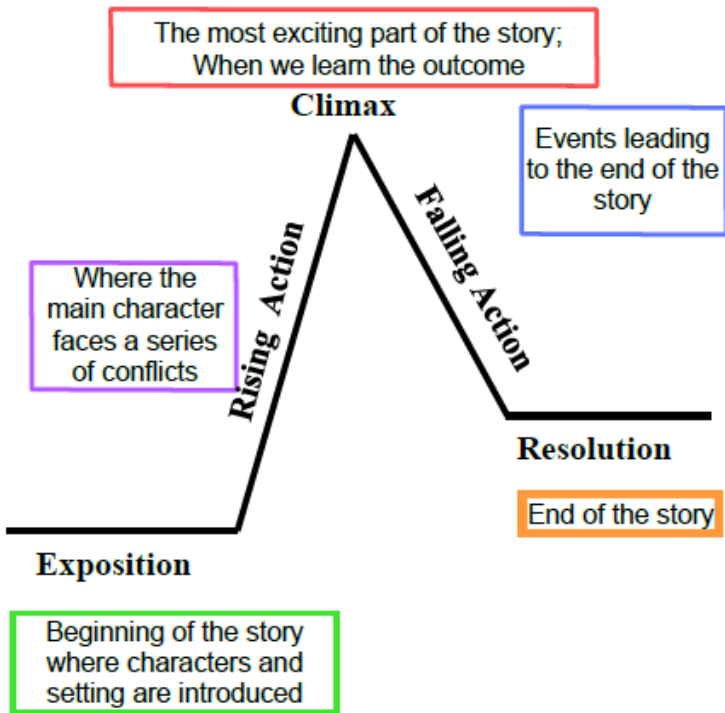 The most exciting part of the story;
When we learn the outcome
Climax
Events leading
to the end of the
story
Falling Action
Where the
main character
faces a series
of conflicts
Rising Action
Resolution
End of the story
Exposition
Beginning of the story
where characters and
setting are introduced